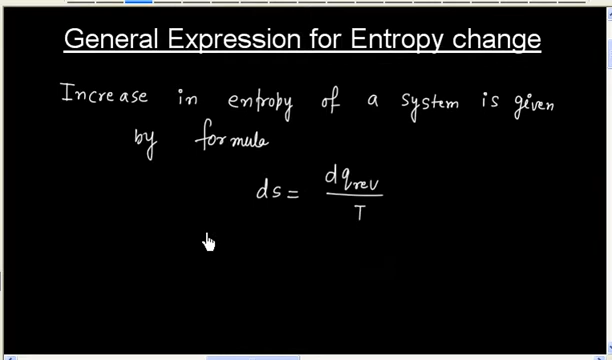 General Expression for Entropy change
Increase in entropy of a system is given
by formula
ds = dqrev / T